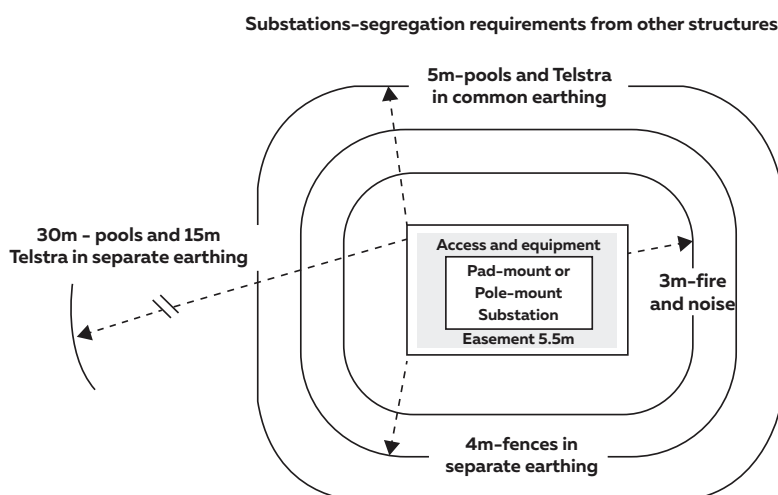 Substations-segregation requirements from other structures
5m-pools and Telstra
in common earthing
30m - pools and 15m
Telstra in separate earthing
Access and equipment
Pad-mount or
Pole-mount
Substation
Easement 5.5m
3m-fire
and noise
4m-fences in
separate earthing